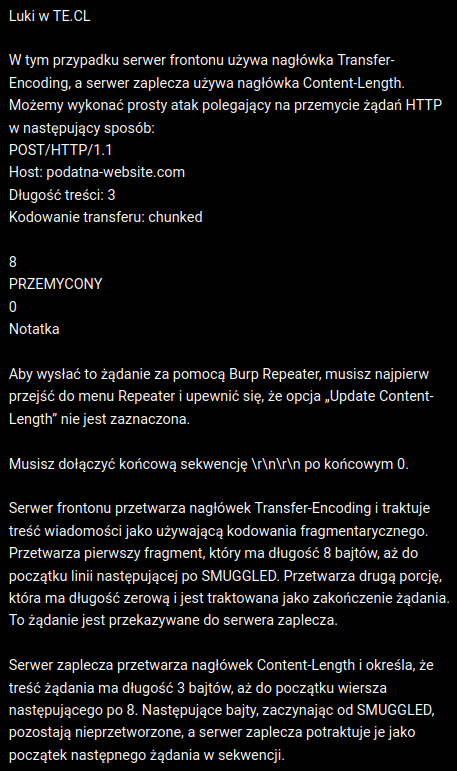 Luki w TE.CL
W tym przypadku serwer frontonu używa nagłówka Transfer-
Encoding, a serwer zaplecza używa nagłówka Content-Length.
Możemy wykonać prosty atak polegający na przemycie żądań HTTP
w następujący sposób:
POST/HTTP/1.1
Host: podatna-website.com
Długość treści: 3
Kodowanie transferu: chunked
8
PRZEMYCONY
0
Notatka
Aby wysłać to żądanie za pomocą Burp Repeater, musisz najpierw
przejść do menu Repeater i upewnić się, że opcja „Update Content-
Length” nie jest zaznaczona.
Musisz dołączyć końcową sekwencję \r\n\r\n po końcowym 0.
Serwer frontonu przetwarza nagłówek Transfer-Encoding i traktuje
treść wiadomości jako używającą kodowania fragmentarycznego.
Przetwarza pierwszy fragment, który ma długość 8 bajtów, aż do
początku linii następującej po SMUGGLED. Przetwarza drugą porcję,
która ma długość zerową i jest traktowana jako zakończenie żądania.
To żądanie jest przekazywane do serwera zaplecza.
Serwer zaplecza przetwarza nagłówek Content-Length i określa, że
treść żądania ma długość 3 bajtów, aż do początku wiersza
następującego po 8. Następujące bajty, zaczynając od SMUGGLED,
pozostają nieprzetworzone, a serwer zaplecza potraktuje je jako
początek następnego żądania w sekwencji.